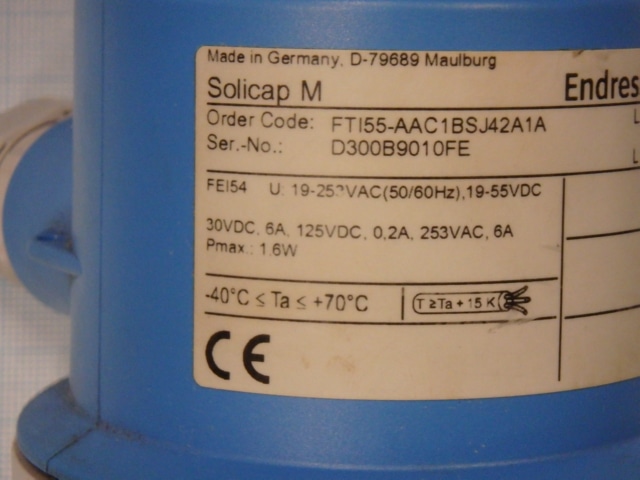 Made in Germany, D-79689 Maulburg
Solicap M
Endres
Order Code: FTI55-AAC1BSJ42A1A
L
Ser.-No.: D300B9010FE
L
FEI54 U: 19-253VAC(50/60Hz),19-55VDC
30VDC, 6A, 125VDC, 0,2A, 253VAC, 6A
Pmax.: 1,6W
-40°C ≤ Ta ≤ +70°C
T ≥Ta + 15 K
CE